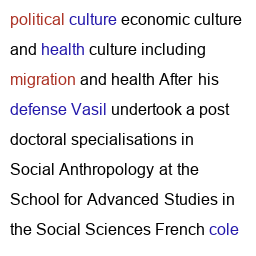 political culture economic culture
and health culture including
migration and health After his
defense Vasil undertook a post
doctoral specialisations in
Social Anthropology at the
School for Advanced Studies in
the Social Sciences French cole